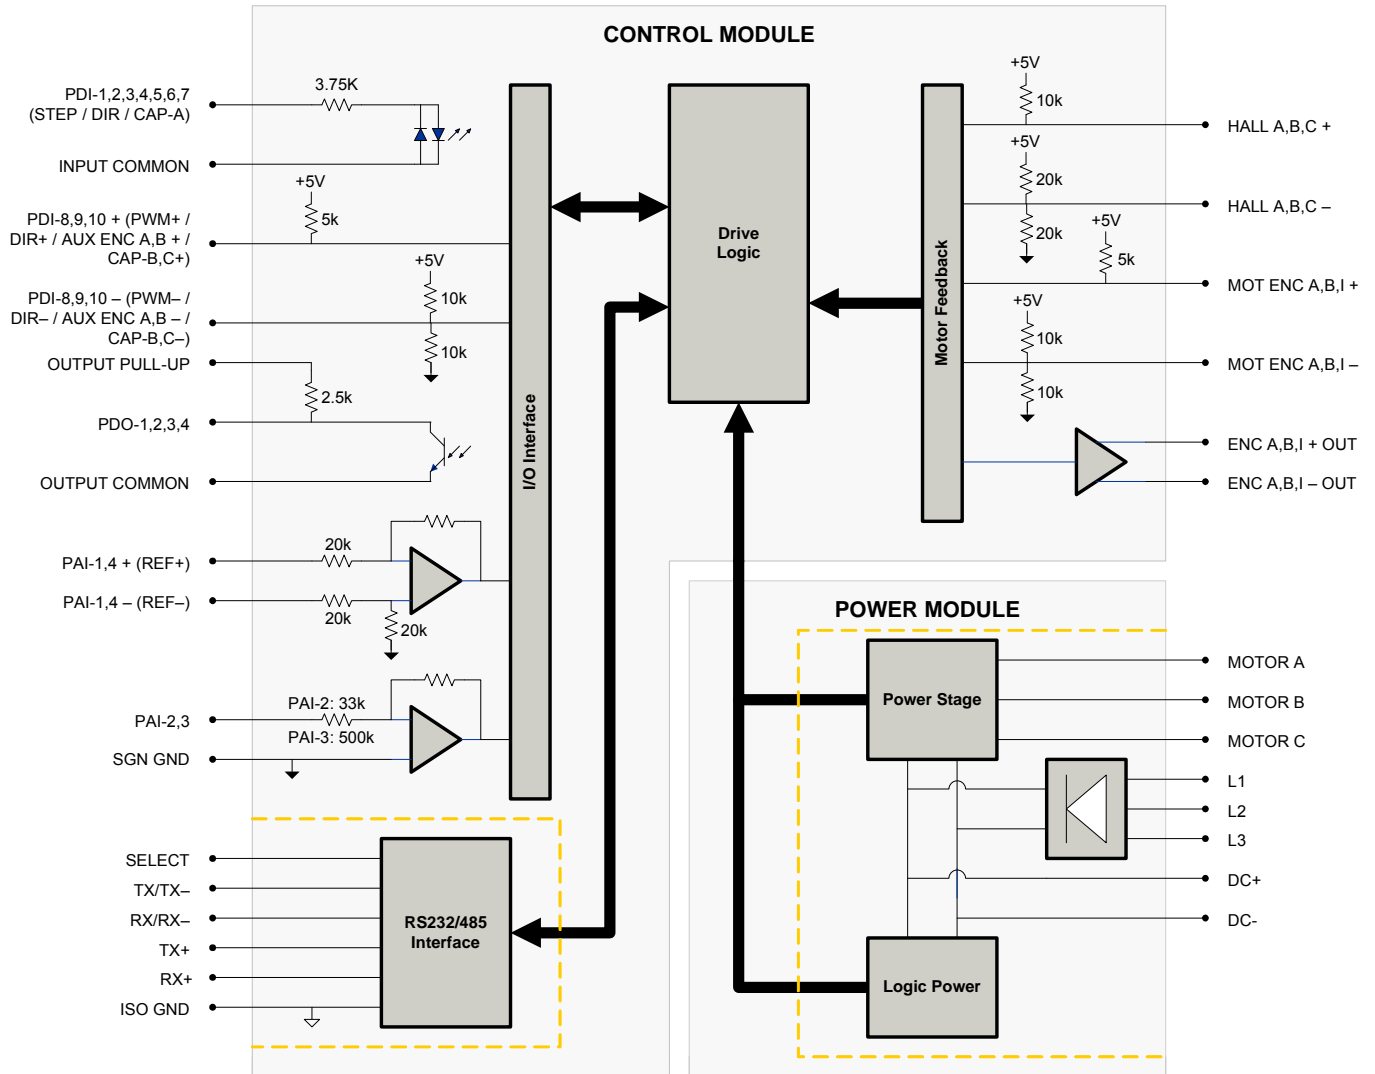 CONTROL MODULE
PDI-1,2,3,4,5,6,7
(STEP / DIR / CAP-A)
3.75K
INPUT COMMON
+5V
5k
PDI-8,9,10 + (PWM+ /
DIR+ / AUX ENC A,B + /
CAP-B,C+)
+5V
10k
PDI-8,9,10 – (PWM– /
DIR– / AUX ENC A,B – /
CAP-B,C–)
10k
OUTPUT PULL-UP
2.5k
PDO-1,2,3,4
OUTPUT COMMON
PAI-1,4 + (REF+)
20k
PAI-1,4 – (REF–)
20k
20k
PAI-2: 33k
PAI-2,3
PAI-3: 500k
SGN GND
I/O Interface
Drive
Logic
Motor Feedback
+5V
10k
HALL A,B,C +
+5V
20k
HALL A,B,C –
20k
+5V
5k
MOT ENC A,B,I +
+5V
10k
MOT ENC A,B,I –
10k
ENC A,B,I + OUT
ENC A,B,I – OUT
SELECT
TX/TX–
RX/RX–
TX+
RX+
ISO GND
RS232/485
Interface
POWER MODULE
Power Stage
MOTOR A
MOTOR B
MOTOR C
L1
L2
L3
DC+
DC-
Logic Power